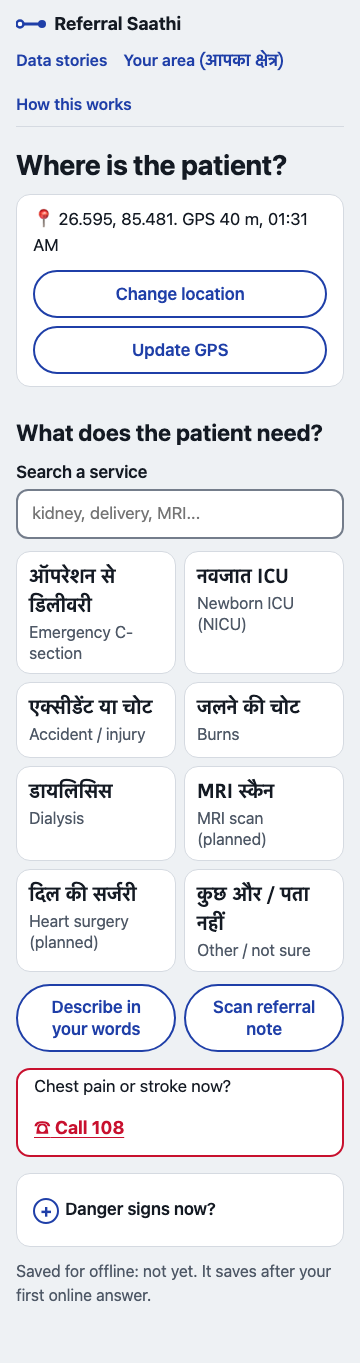 Referral Saathi
Data stories Your area (आपका क्षेत्र)
How this works
Where is the patient?
📍 26.595, 85.481. GPS 40 m, 01:31
AM
Change location
Update GPS
What does the patient need?
Search a service
kidney, delivery, MRI...
ऑपरेशन से
डिलीवरी
Emergency C-
section
नवजात ICU
Newborn ICU
(NICU)
एक्सीडेंट या चोट
Accident / injury
जलने की चोट
Burns
डायलिसिस
Dialysis
MRI स्कैन
MRI scan
(planned)
दिल की सर्जरी
Heart surgery
(planned)
कुछ और / पता
नहीं
Other / not sure
Describe in
your words
Scan referral
note
Chest pain or stroke now?
☎ Call 108
Danger signs now?
Saved for offline: not yet. It saves after your
first online answer.